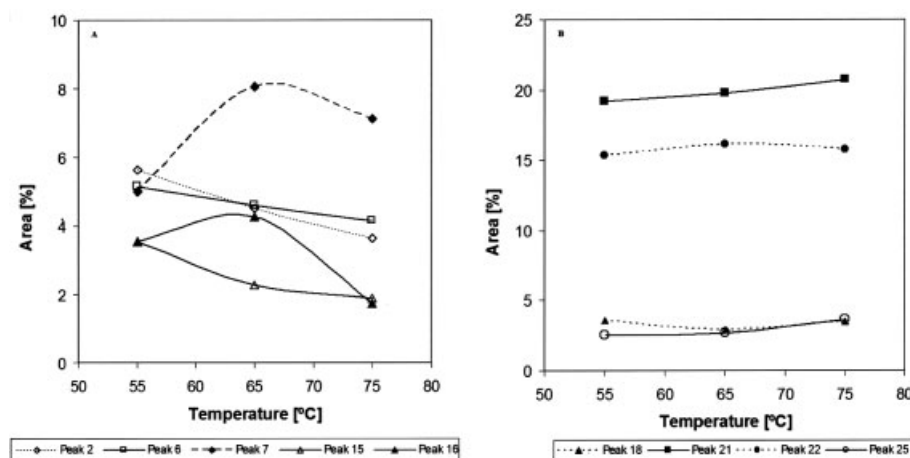 A
10
8
6
4
2
0
Area [%]
50 55 60 65 70 75 80
Temperature [ºC]
Peak 2 Peak 6 Peak 7 Peak 15 Peak 16
B
25
20
15
10
5
0
Area [%]
50 55 60 65 70 75 80
Temperature [ºC]
Peak 18 Peak 21 Peak 22 Peak 25